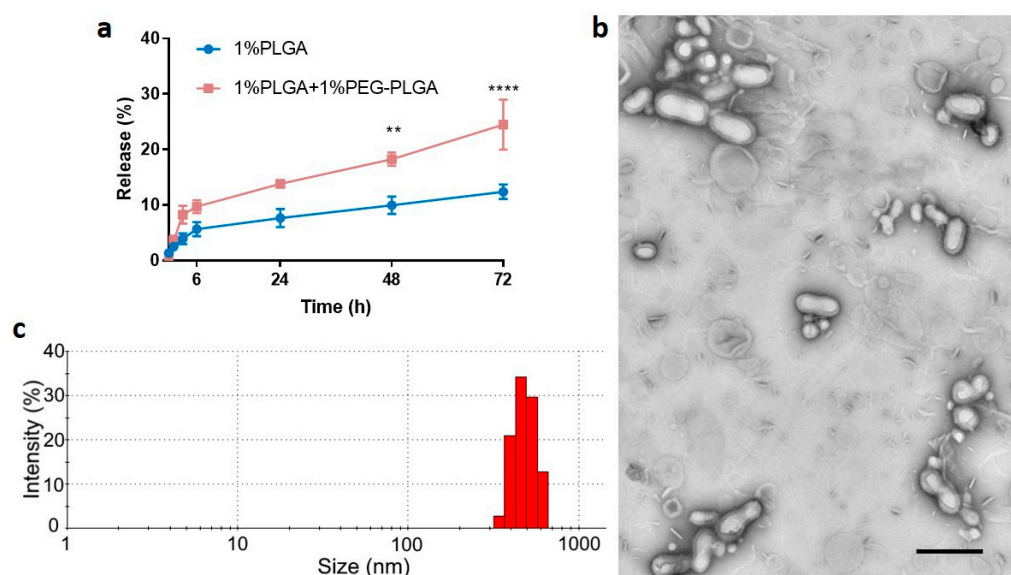 a
40
30
20
10
0
Release (%)
1%PLGA
1%PLGA+1%PEG-PLGA
**
****
6 24 48 72
Time (h)
b
c
40
30
20
10
0
Intensity (%)
1 10 100 1000
Size (nm)